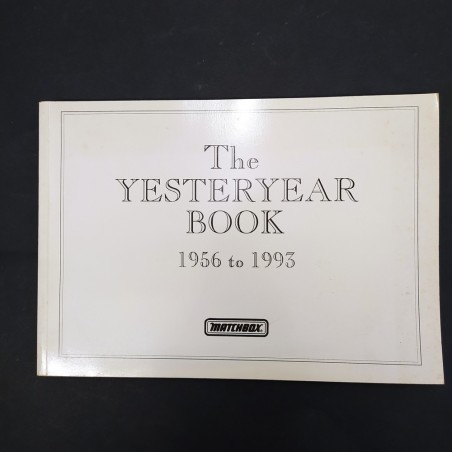 The
YESTERYEAR
BOOK
1956 to 1993
MATCHBOX